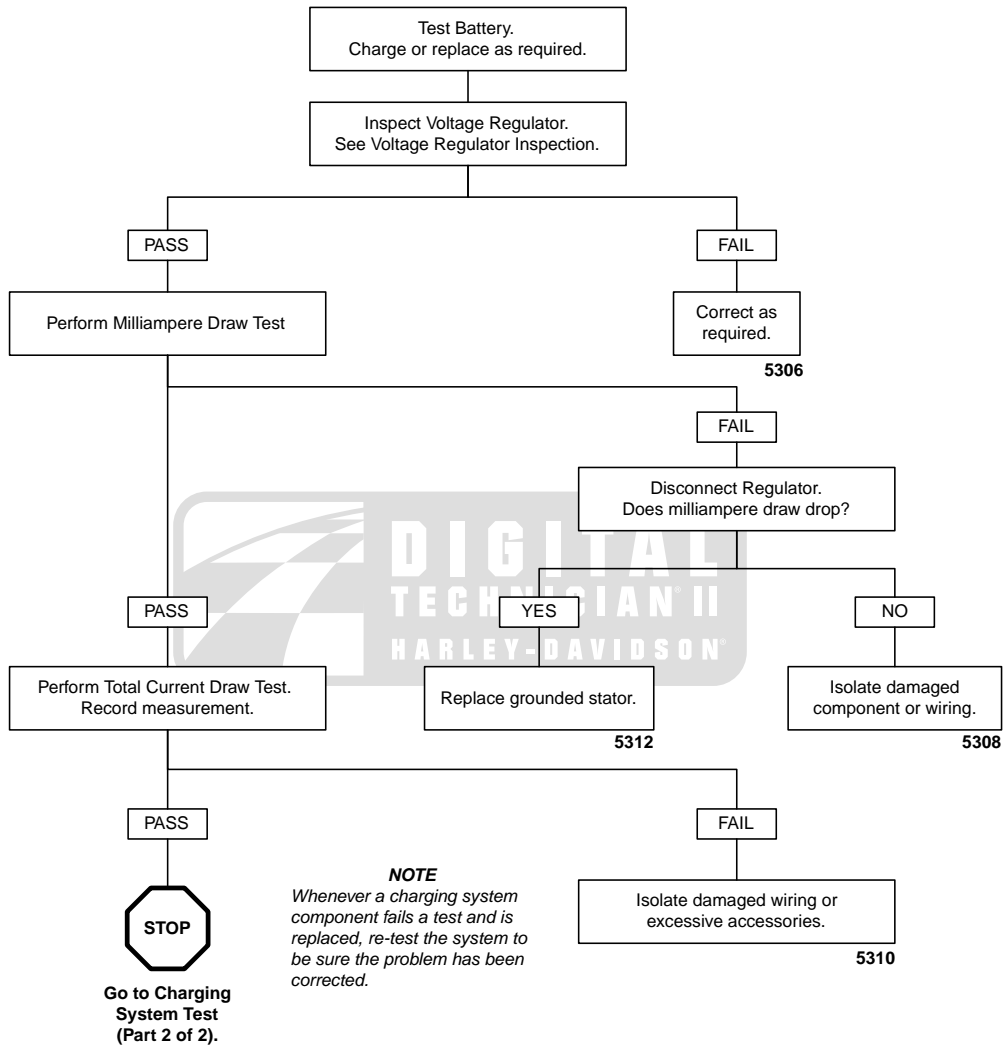 Test Battery.
Charge or replace as required.
Inspect Voltage Regulator.
See Voltage Regulator Inspection.
PASS
FAIL
Perform Milliampere Draw Test
Correct as
required.
5306
FAIL
Disconnect Regulator.
Does milliampere draw drop?
DIGITAL
TECHNICIAN® II
HARLEY-DAVIDSON®
PASS
YES
NO
Perform Total Current Draw Test.
Record measurement.
Replace grounded stator.
5312
Isolate damaged
component or wiring.
5308
PASS
FAIL
STOP
Go to Charging
System Test
(Part 2 of 2).
NOTE
Whenever a charging system
component fails a test and is
replaced, re-test the system to
be sure the problem has been
corrected.
Isolate damaged wiring or
excessive accessories.
5310